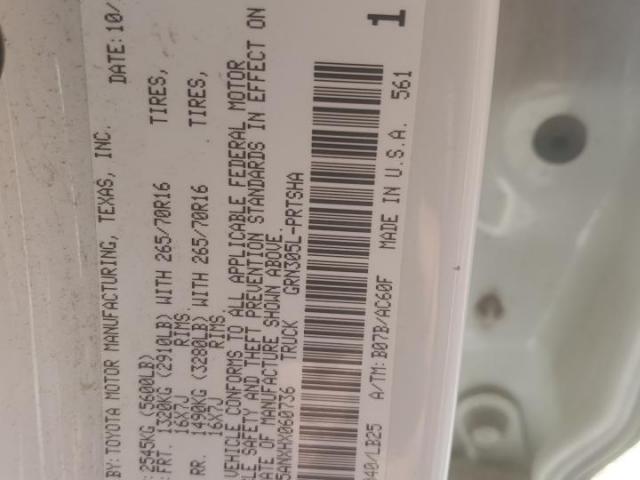 BY: TOYOTA MOTOR MANUFACTURING, TEXAS, INC. DATE: 10/
: 2545KG (5600LB)
FRT. 1320KG (2910LB) WITH 265/70R16 TIRES,
16X7J RIMS.
RR. 1490KG (3280LB) WITH 265/70R16 TIRES,
16X7J RIMS.
VEHICLE CONFORMS TO ALL APPLICABLE FEDERAL MOTOR
LE SAFETY AND THEFT PREVENTION STANDARDS IN EFFECT ON
ATE OF MANUFACTURE SHOWN ABOVE.
5ANXHX060736 TRUCK GRN305L-PRTSHA
040/LB25 A/TM: B07B/AC60F MADE IN U.S.A. 561
1